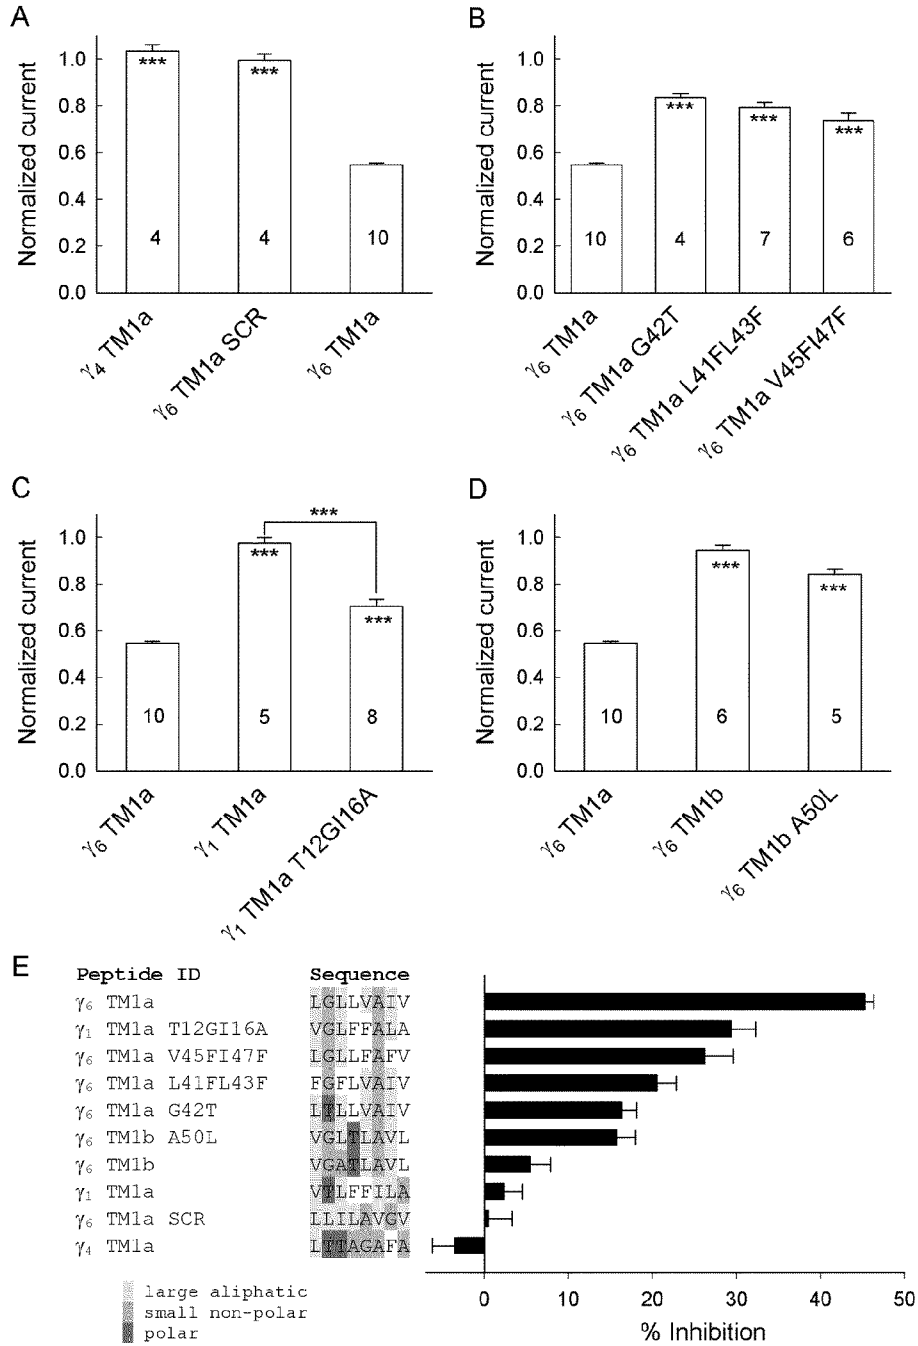 A
Normalized current
1.0
0.8
0.6
0.4
0.2
0.0
***
***
4
4
10
γ4 TM1a
γ6 TM1a SCR
γ6 TM1a
B
Normalized current
1.0
0.8
0.6
0.4
0.2
0.0
***
***
***
10
4
7
6
γ6 TM1a
γ6 TM1a G42T
γ6 TM1a L41FL43F
γ6 TM1a V45FI47F
C
Normalized current
1.0
0.8
0.6
0.4
0.2
0.0
***
***
***
10
5
8
γ6 TM1a
γ1 TM1a
γ1 TM1a T12GI16A
D
Normalized current
1.0
0.8
0.6
0.4
0.2
0.0
***
***
10
6
5
γ6 TM1a
γ6 TM1b
γ6 TM1b A50L
E
Peptide ID Sequence
γ6 TM1a LGLLVAIV
γ1 TM1a T12GI16A VGLFFALA
γ6 TM1a V45FI47F LGLLFAFV
γ6 TM1a L41FL43F FGFLVAIV
γ6 TM1a G42T LTLLVAIV
γ6 TM1b A50L VGLTLAVL
γ6 TM1b VGATLAVL
γ1 TM1a VTLFFILA
γ6 TM1a SCR LLILAVGV
γ4 TM1a LTTAGAFA
large aliphatic
small non-polar
polar
0 10 20 30 40 50
% Inhibition